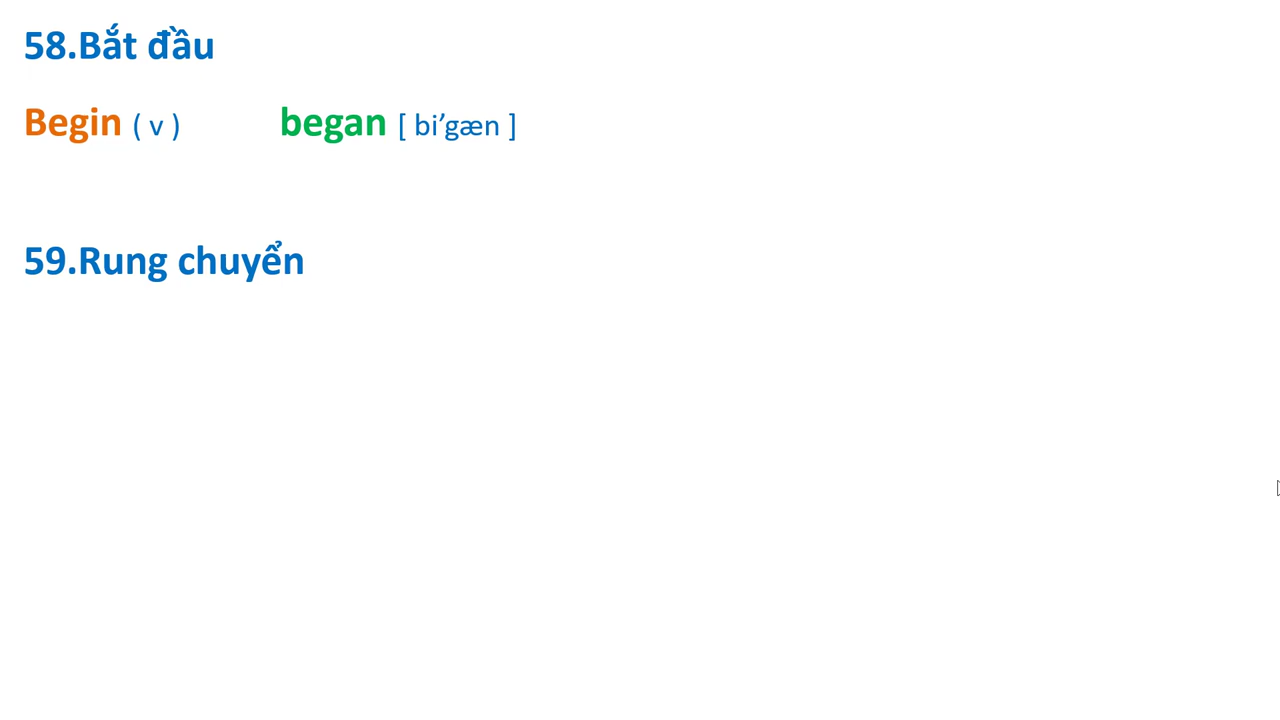 58.Bắt đầu
Begin ( v ) began [ bi’gæn ]
59.Rung chuyển